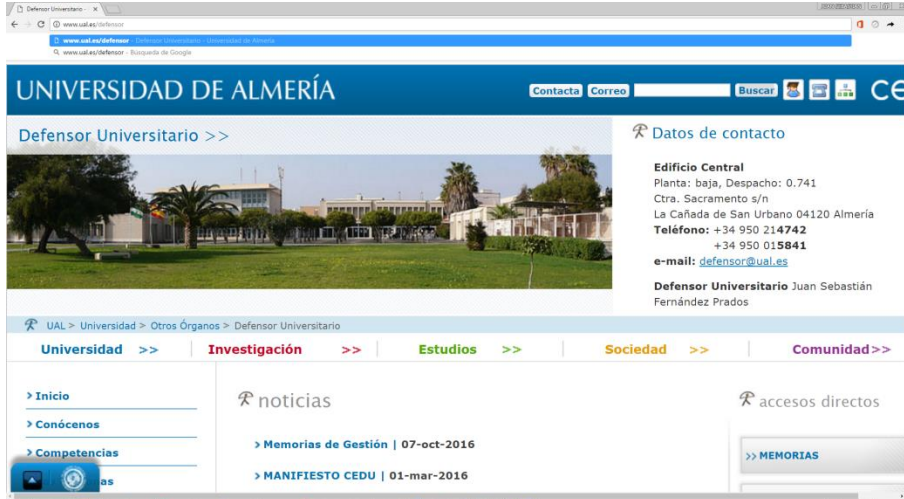 Defensor Universitario -
www.ual.es/defensor
www.ual.es/defensor - Defensor Universitario - Universidad de Almería
www.ual.es/defensor - Búsqueda de Google
UNIVERSIDAD DE ALMERÍA
Contacta Correo Buscar
Defensor Universitario >>
Datos de contacto
Edificio Central
Planta: baja, Despacho: 0.741
Ctra. Sacramento s/n
La Cañada de San Urbano 04120 Almería
Teléfono: +34 950 214742
+34 950 015841
e-mail: defensor@ual.es
Defensor Universitario Juan Sebastián
Fernández Prados
UAL > Universidad > Otros Órganos > Defensor Universitario
Universidad >> Investigación >> Estudios >> Sociedad >> Comunidad>>
> Inicio
> Conócenos
> Competencias
as
noticias
> Memorias de Gestión | 07-oct-2016
> MANIFIESTO CEDU | 01-mar-2016
accesos directos
>> MEMORIAS